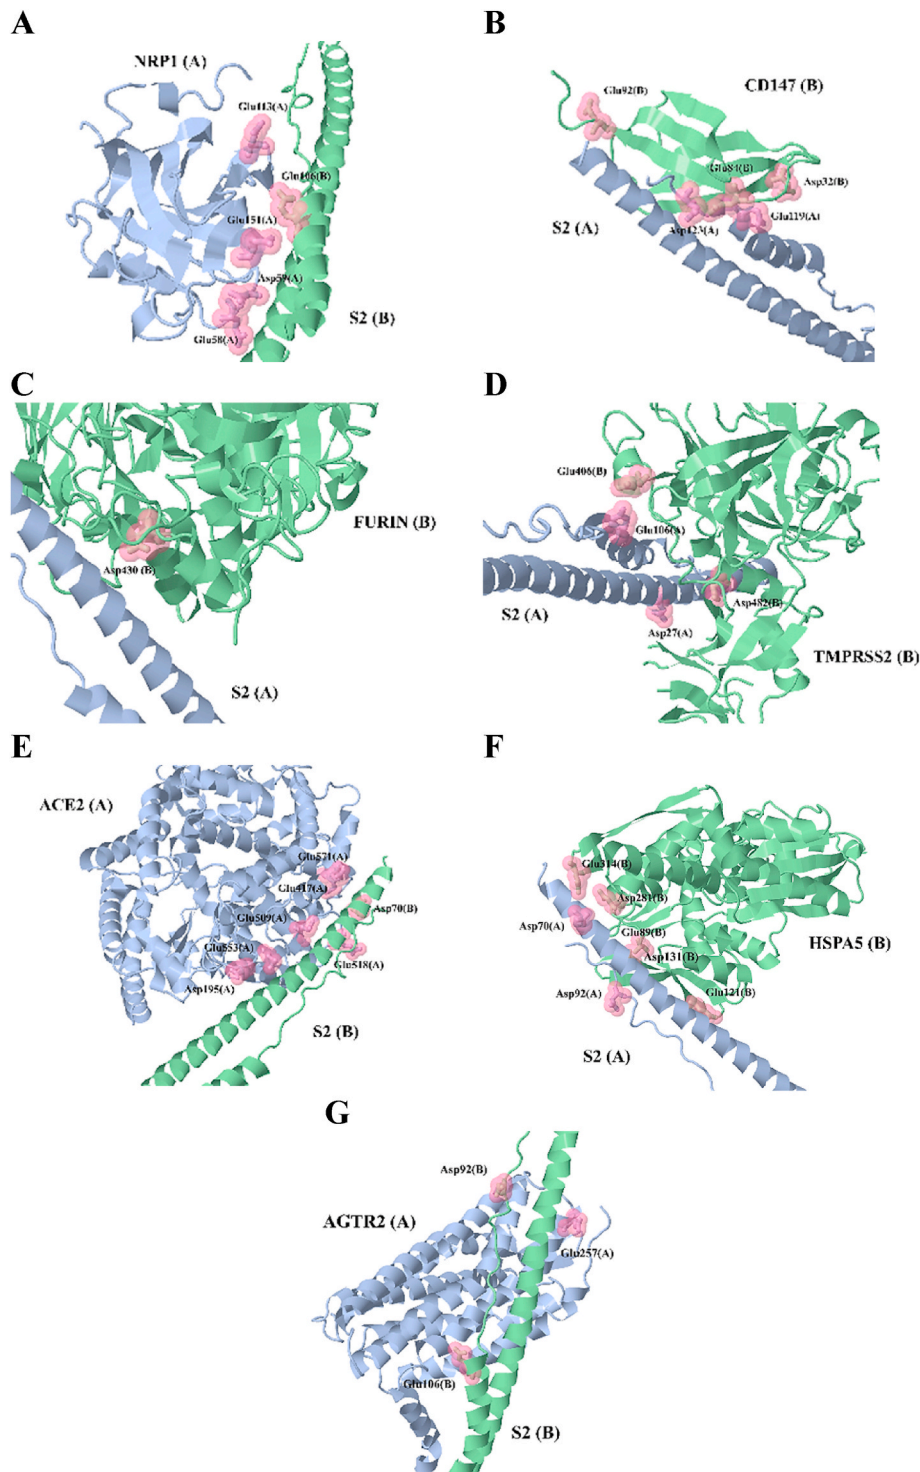 A
NRP1 (A)
Glu113(A)
Glu106(B)
Glu151(A)
Asp59(A)
Glu58(A)
S2 (B)
B
Glu92(B)
CD147 (B)
Glu84(B)
Asp32(B)
S2 (A)
Asp123(A)
Glu119(A)
C
FURIN (B)
Asp430 (B)
S2 (A)
D
Glu406(B)
Glu106(A)
S2 (A)
Asp482(B)
Asp27(A)
TMPRSS2 (B)
E
ACE2 (A)
Glu571(A)
Glu417(A)
Asp70(B)
Glu509(A)
Glu553(A)
Glu518(A)
Asp195(A)
S2 (B)
F
Glu314(B)
Asp281(B)
Asp70(A)
Glu89(B)
HSPA5 (B)
Asp131(B)
Asp92(A)
Glu121(B)
S2 (A)
G
Asp92(B)
AGTR2 (A)
Glu257(A)
Glu106(B)
S2 (B)